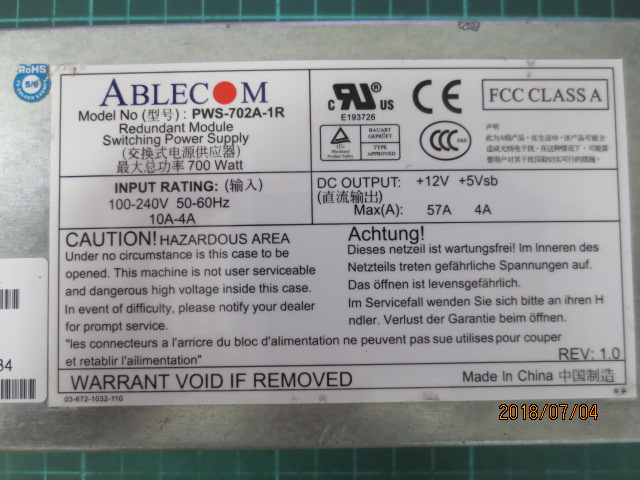 RoHS
5/6
ABLECOM
Model No (型号) : PWS-702A-1R
Redundant Module
Switching Power Supply
(交换式电源供应器)
最大总功率 700 Watt
c RU US
E193726
CE
FCC CLASS A
TÜV
Product Safety
BAUART
GEPRÜFT
TYPE
APPROVED
CCC
S&E
声明
此为A级产品，在生活中，该产品可能会
造成无线电干扰。在这种情况下，可能需
要用户对其干扰采取切实可行的措施。
INPUT RATING: (输入)
100-240V 50-60Hz
10A-4A
DC OUTPUT: +12V +5Vsb
(直流输出)
Max(A): 57A 4A
CAUTION! HAZARDOUS AREA
Under no circumstance is this case to be
opened. This machine is not user serviceable
and dangerous high voltage inside this case.
In event of difficulty, please notify your dealer
for prompt service.
Achtung!
Dieses netzeil ist wartungsfrei! Im Inneren des
Netzteils treten gefährliche Spannungen auf.
Das öffnen ist levensgefährlich.
Im Servicefall wenden Sie sich bitte an ihren H
ndler. Verlust der Garantie beim öffnen.
"les connecteurs a l'arricre du bloc d'alimentation ne peuvent pas sue utilises pour couper
et retablir l'ailimentation"
REV: 1.0
WARRANT VOID IF REMOVED
Made In China 中国制造
03-672-1032-110
34
2018/07/04